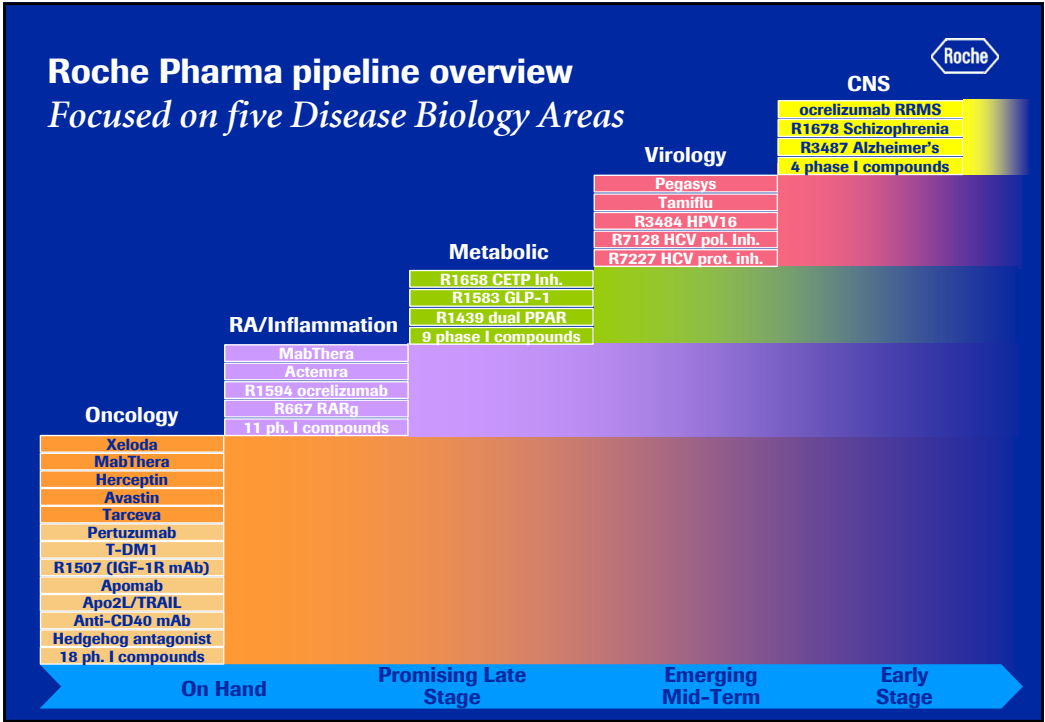 Roche Pharma pipeline overview
Focused on five Disease Biology Areas
Roche
CNS
ocrelizumab RRMS
R1678 Schizophrenia
R3487 Alzheimer's
4 phase I compounds
Virology
Pegasys
Tamiflu
R3484 HPV16
R7128 HCV pol. Inh.
R7227 HCV prot. inh.
Metabolic
R1658 CETP Inh.
R1583 GLP-1
R1439 dual PPAR
9 phase I compounds
RA/Inflammation
MabThera
Actemra
R1594 ocrelizumab
R667 RARg
11 ph. I compounds
Oncology
Xeloda
MabThera
Herceptin
Avastin
Tarceva
Pertuzumab
T-DM1
R1507 (IGF-1R mAb)
Apomab
Apo2L/TRAIL
Anti-CD40 mAb
Hedgehog antagonist
18 ph. I compounds
On Hand
Promising Late
Stage
Emerging
Mid-Term
Early
Stage